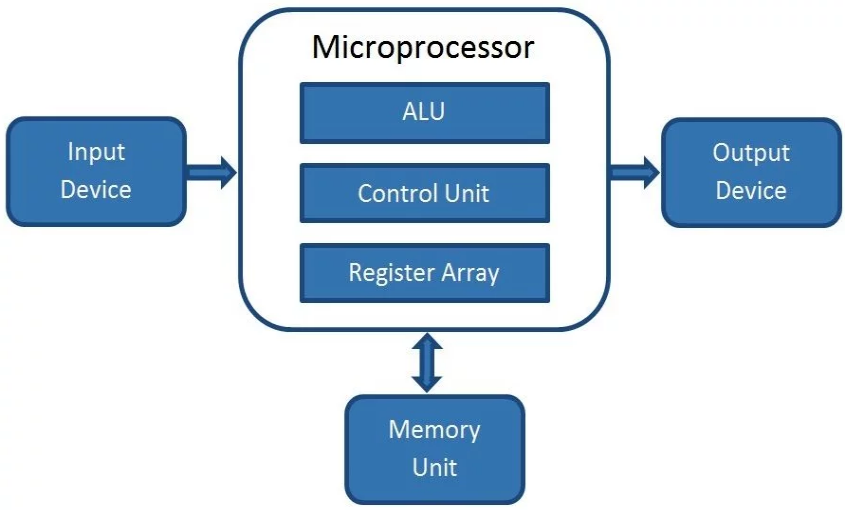 Microprocessor
ALU
Input
Device
Control Unit
Output
Device
Register Array
Memory
Unit